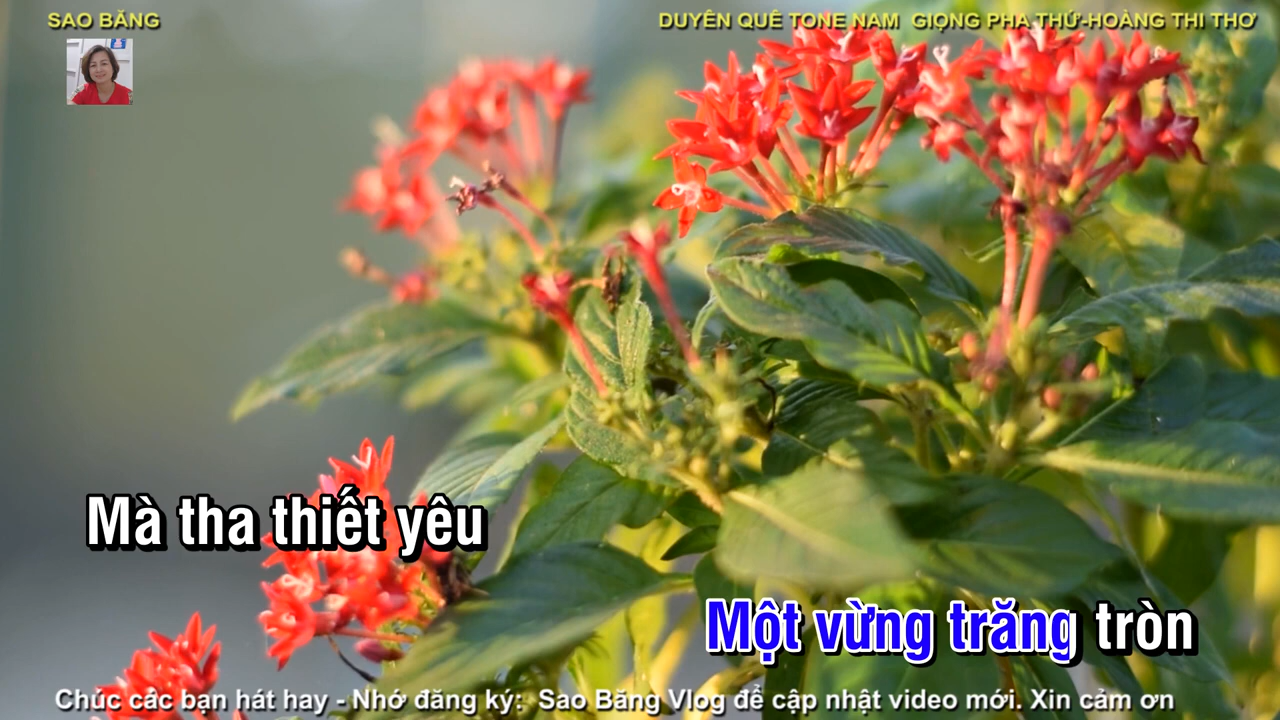 SAO BĂNG
DUYÊN QUÊ TONE NAM GIỌNG PHA THỨ-HOÀNG THI THƠ
Mà tha thiết yêu
Một vừng trăng tròn
Chúc các bạn hát hay - Nhớ đăng ký: Sao Băng Vlog để cập nhật video mới. Xin cảm ơn